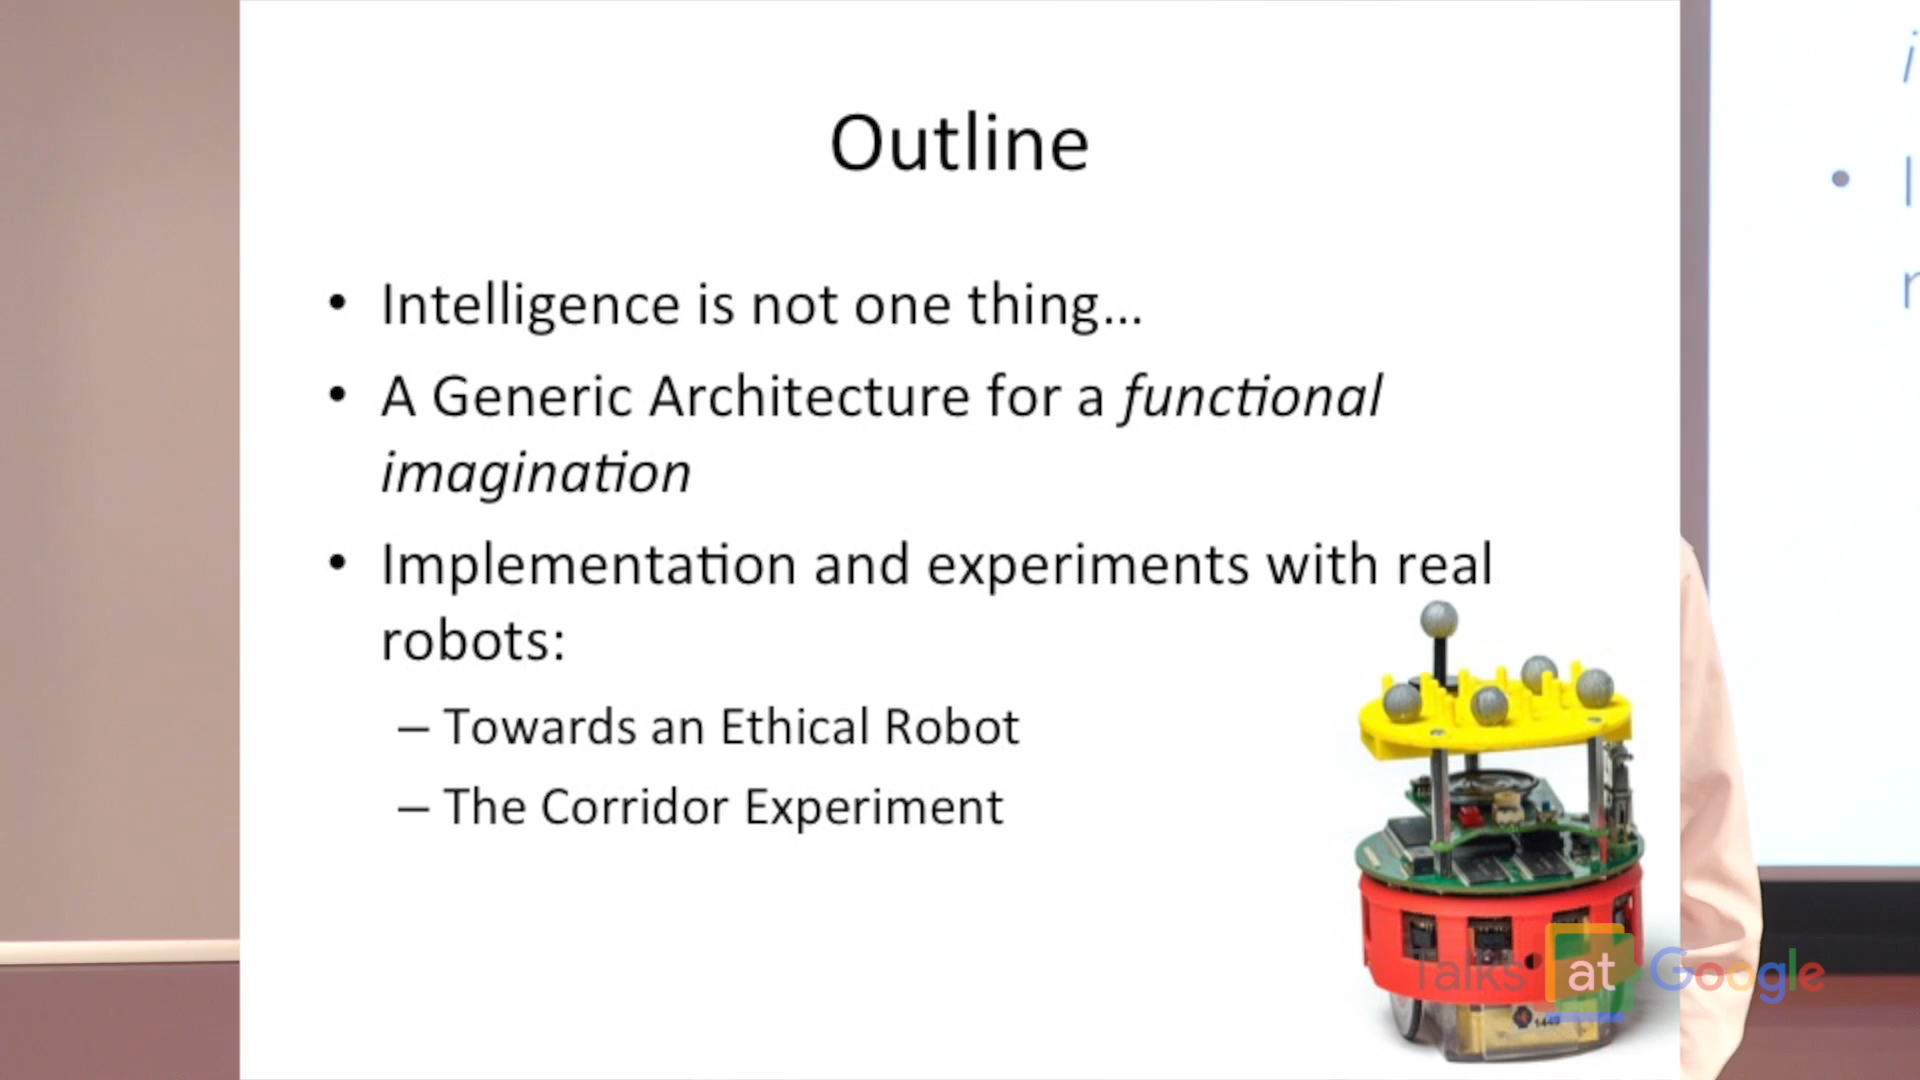 Outline
• Intelligence is not one thing...
• A Generic Architecture for a functional
imagination
• Implementation and experiments with real
robots:
– Towards an Ethical Robot
– The Corridor Experiment
Talks at Google
1449